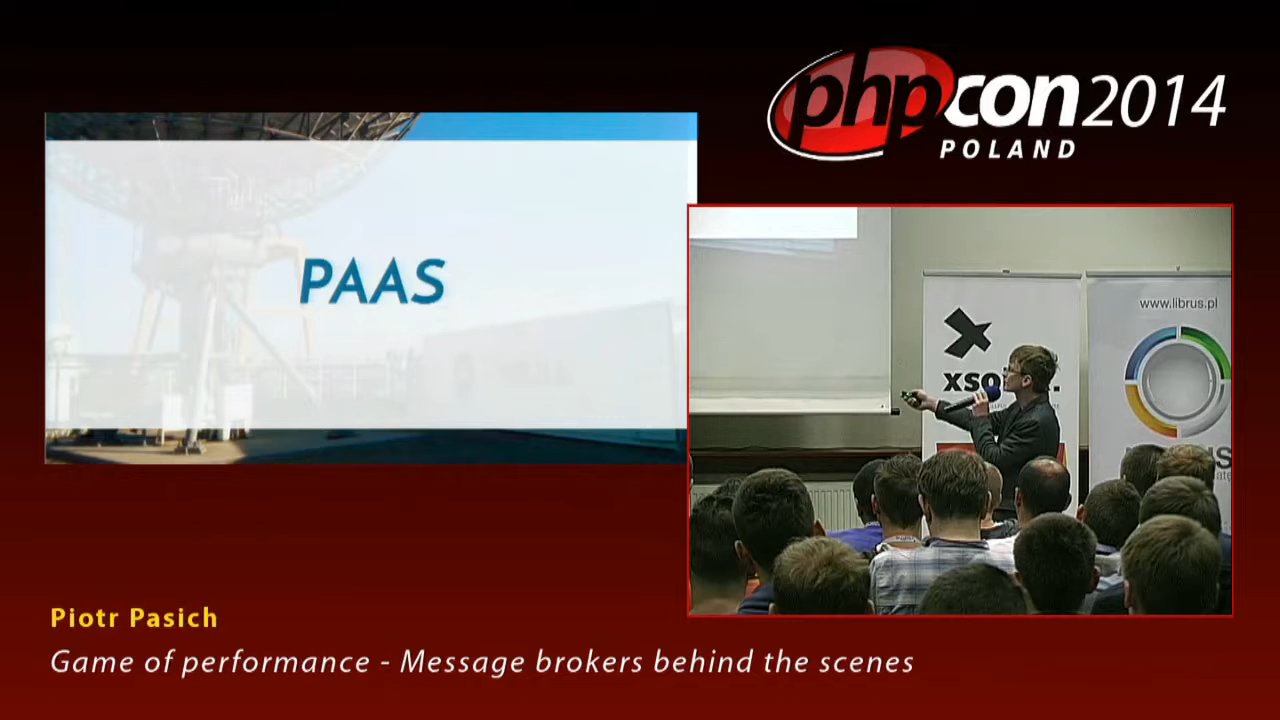 phpcon2014
POLAND
PAAS
www.librus.pl
Piotr Pasich
Game of performance - Message brokers behind the scenes